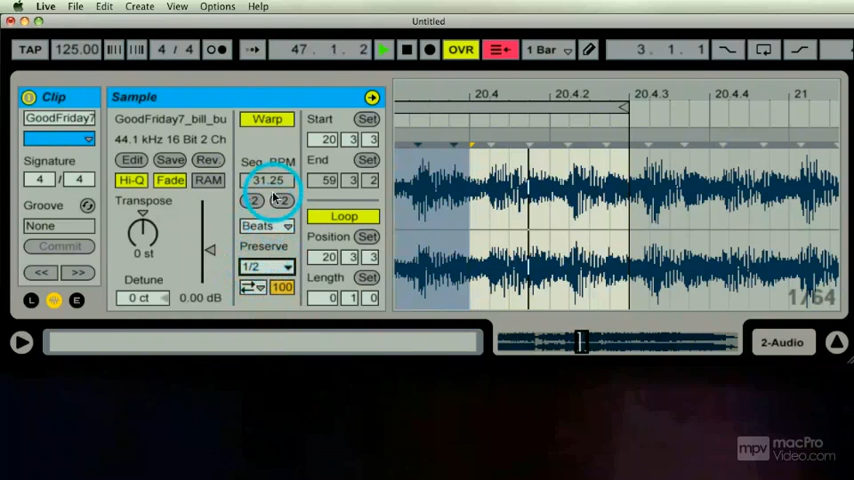 Live File Edit Create View Options Help
Untitled
TAP 125.00 4 / 4 47. 1. 2 OVR 1 Bar 3. 1. 1
Clip
GoodFriday7
Signature
4 / 4
Groove
None
Commit
<< >>
L E
Sample
GoodFriday7_bill_bu
44.1 kHz 16 Bit 2 Ch
Edit Save Rev.
Hi-Q Fade RAM
Transpose
0 st
Detune
0 ct 0.00 dB
Warp
Seg. BPM
31.25
:2 *2
Beats
Preserve
1/2
100
Start Set
20 3 3
End Set
59 3 2
Loop
Position Set
20 3 3
Length Set
0 1 0
20.4 20.4.2 20.4.3 20.4.4 21
1/64
2-Audio
mpv macPro
Video.com